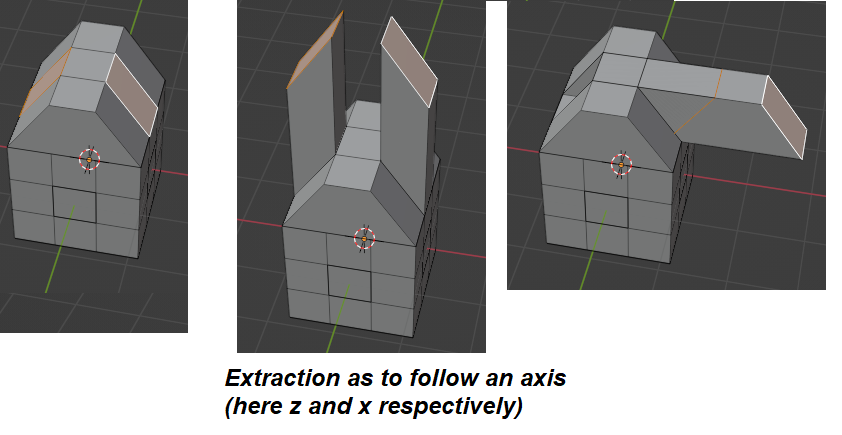 Extraction as to follow an axis
(here z and x respectively)